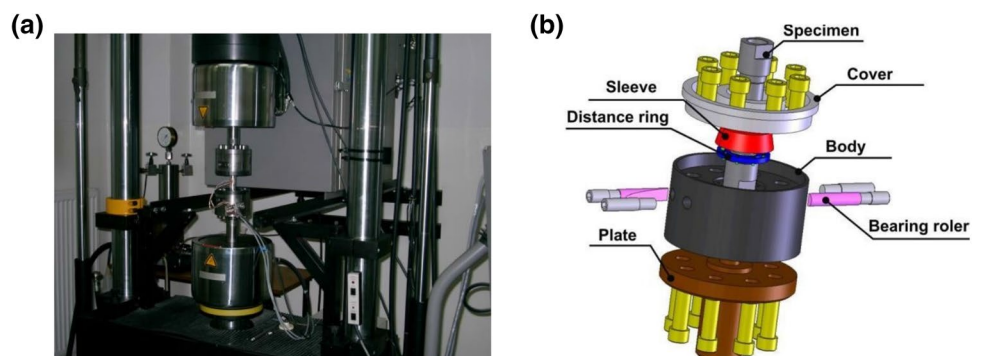 (a)
(b)
Specimen
Cover
Sleeve
Distance ring
Body
Bearing roler
Plate